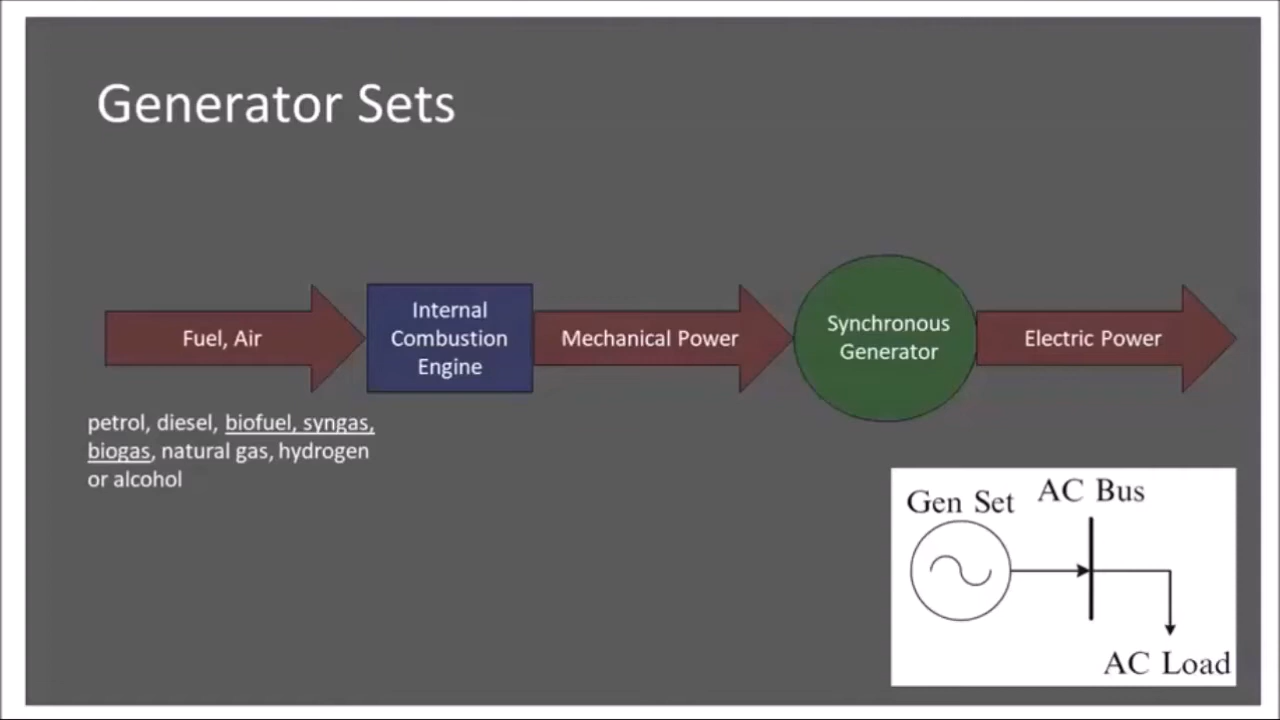 Generator Sets
Fuel, Air
Internal
Combustion
Engine
Mechanical Power
Synchronous
Generator
Electric Power
petrol, diesel, biofuel, syngas,
biogas, natural gas, hydrogen
or alcohol
Gen Set
AC Bus
AC Load